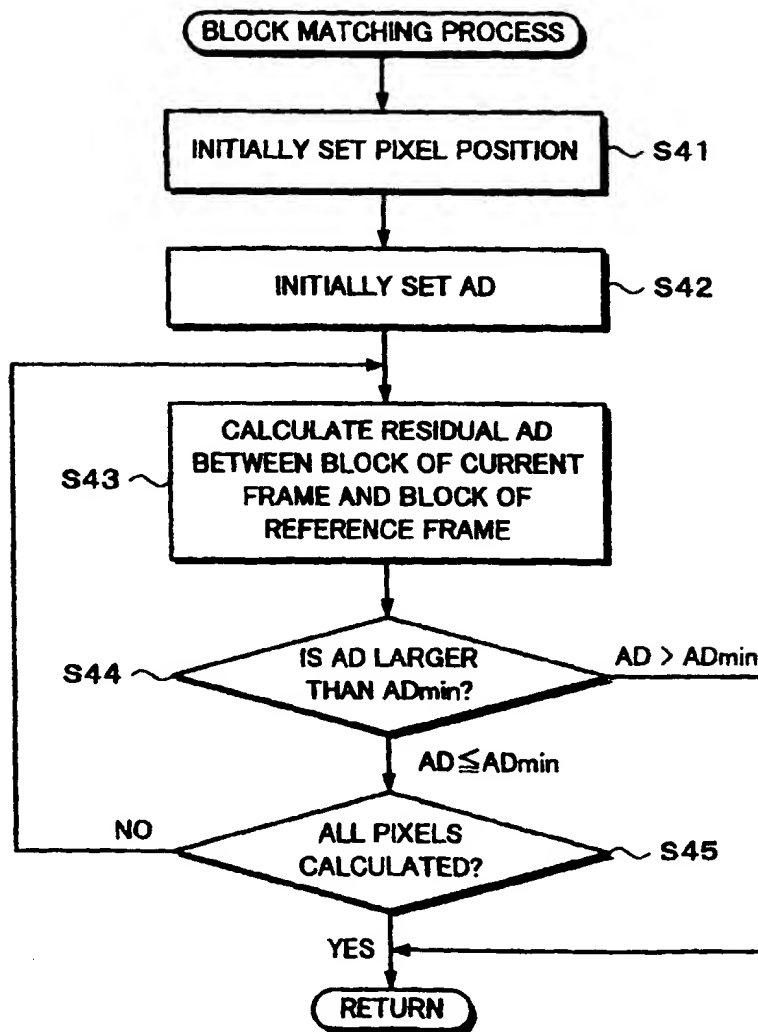 BLOCK MATCHING PROCESS
INITIALLY SET PIXEL POSITION
S41
INITIALLY SET AD
S42
CALCULATE RESIDUAL AD
BETWEEN BLOCK OF CURRENT
FRAME AND BLOCK OF
REFERENCE FRAME
S43
IS AD LARGER
THAN ADmin?
S44
AD > ADmin
AD≦ADmin
NO
ALL PIXELS
CALCULATED?
S45
YES
RETURN